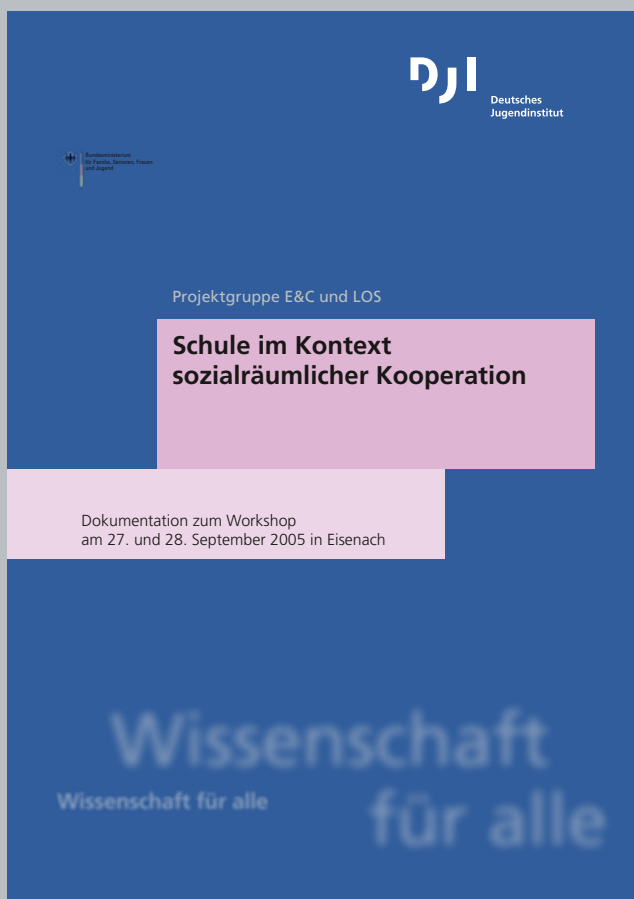 DJI
Deutsches
Jugendinstitut
Bundesministerium
für Familie, Senioren, Frauen
und Jugend
Projektgruppe E&C und LOS
Schule im Kontext
sozialräumlicher Kooperation
Dokumentation zum Workshop
am 27. und 28. September 2005 in Eisenach
Wissenschaft
für alle
Wissenschaft für alle